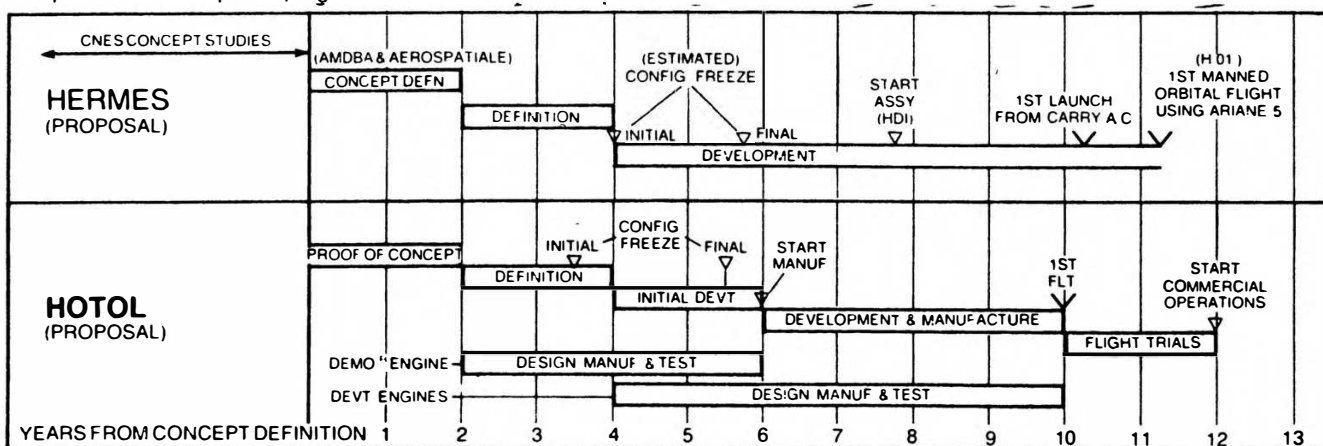 CNES CONCEPT STUDIES
(AMDBA & AEROSPATIALE)
CONCEPT DEFN
HERMES
(PROPOSAL)
DEFINITION
(ESTIMATED)
CONFIG FREEZE
INITIAL
FINAL
DEVELOPMENT
START
ASSY
(HDI)
1ST LAUNCH
FROM CARRY A C
(H 01)
1ST MANNED
ORBITAL FLIGHT
USING ARIANE 5
HOTOL
(PROPOSAL)
PROOF OF CONCEPT
DEFINITION
INITIAL
CONFIG
FREEZE
FINAL
START
MANUF
INITIAL DEVT
DEVELOPMENT & MANUFACTURE
1ST
FLT
FLIGHT TRIALS
START
COMMERCIAL
OPERATIONS
DEMO" ENGINE
DESIGN MANUF & TEST
DEVT ENGINES
DESIGN MANUF & TEST
YEARS FROM CONCEPT DEFINITION 1 2 3 4 5 6 7 8 9 10 11 12 13